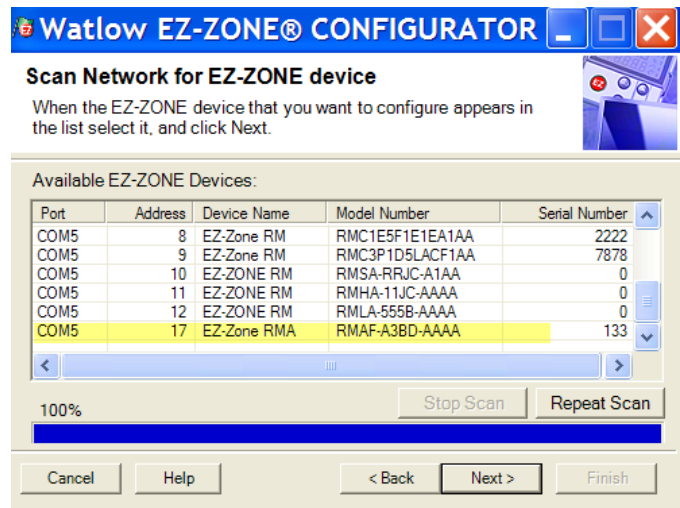 Watlow EZ-ZONE® CONFIGURATOR
Scan Network for EZ-ZONE device
When the EZ-ZONE device that you want to configure appears in
the list select it, and click Next.
Available EZ-ZONE Devices:
Port Address Device Name Model Number Serial Number
COM5 8 EZ-Zone RM RMC1E5F1E1EA1AA 2222
COM5 9 EZ-Zone RM RMC3P1D5LACF1AA 7878
COM5 10 EZ-ZONE RM RMSA-RRJC-A1AA 0
COM5 11 EZ-ZONE RM RMHA-11JC-AAAA 0
COM5 12 EZ-ZONE RM RMLA-555B-AAAA 0
COM5 17 EZ-Zone RMA RMAF-A3BD-AAAA 133
100% Stop Scan Repeat Scan
Cancel Help < Back Next > Finish